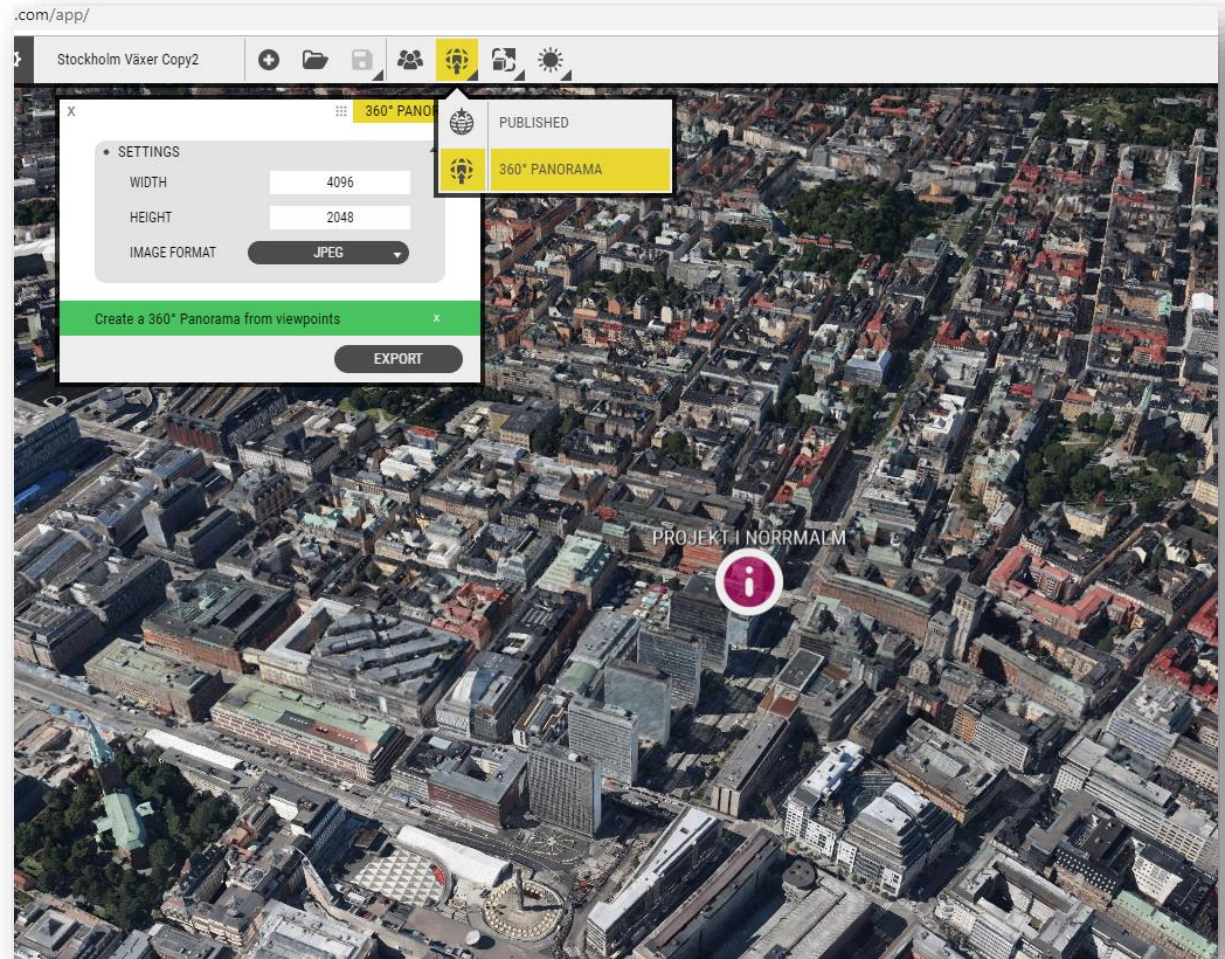 .com/app/
Stockholm Växer Copy2
x
360° PANOR
PUBLISHED
360° PANORAMA
SETTINGS
WIDTH 4096
HEIGHT 2048
IMAGE FORMAT JPEG
Create a 360° Panorama from viewpoints x
EXPORT
PROJEKT I NORRMALM
i